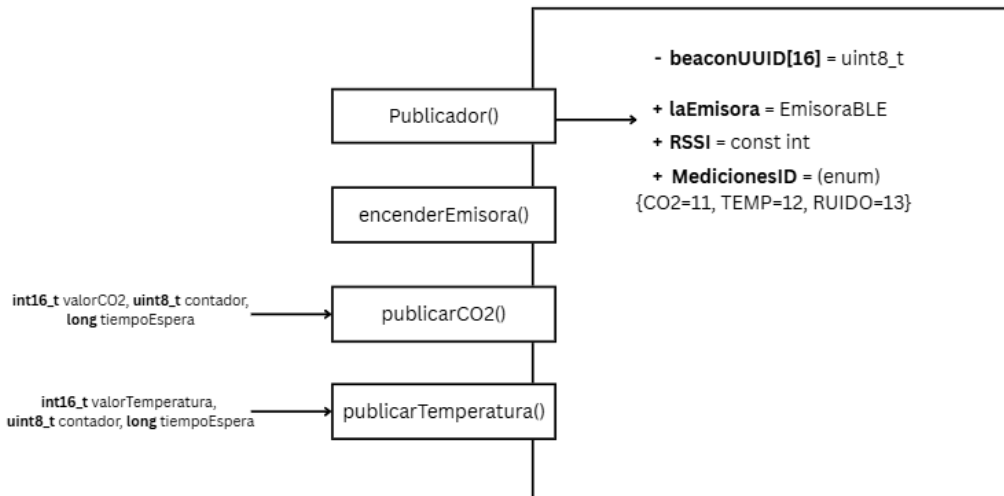 - beaconUUID[16] = uint8_t
Publicador()
+ laEmisora = EmisoraBLE
+ RSSI = const int
+ MedicionesID = (enum)
{CO2=11, TEMP=12, RUIDO=13}
encenderEmisora()
int16_t valorCO2, uint8_t contador,
long tiempoEspera
publicarCO2()
int16_t valorTemperatura,
uint8_t contador, long tiempoEspera
publicarTemperatura()